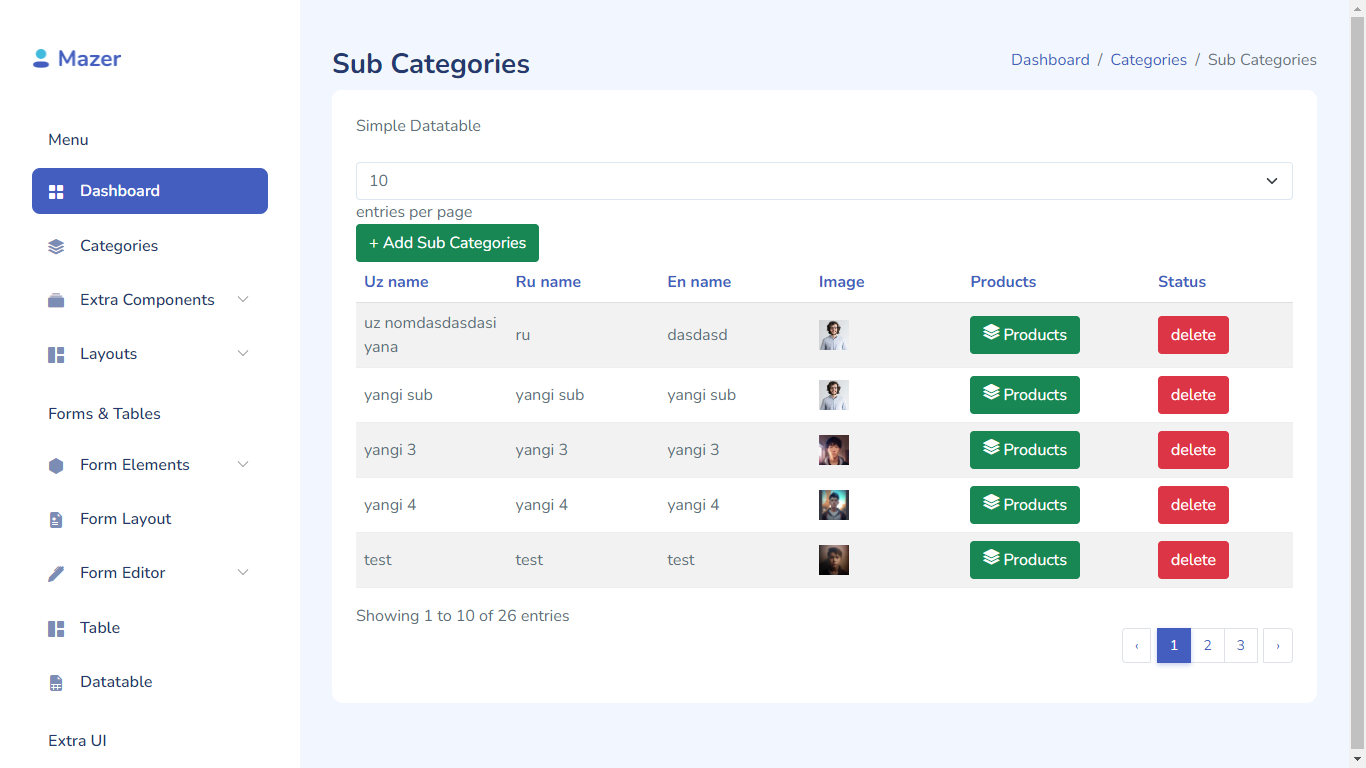 Mazer
Menu
Dashboard
Categories
Extra Components
Layouts
Forms & Tables
Form Elements
Form Layout
Form Editor
Table
Datatable
Extra UI
Sub Categories
Dashboard / Categories / Sub Categories
Simple Datatable
10
entries per page
+ Add Sub Categories
Uz name Ru name En name Image Products Status
uz nomdasdasdasi
yana ru dasdasd Products delete
yangi sub yangi sub yangi sub Products delete
yangi 3 yangi 3 yangi 3 Products delete
yangi 4 yangi 4 yangi 4 Products delete
test test test Products delete
Showing 1 to 10 of 26 entries
‹ 1 2 3 ›